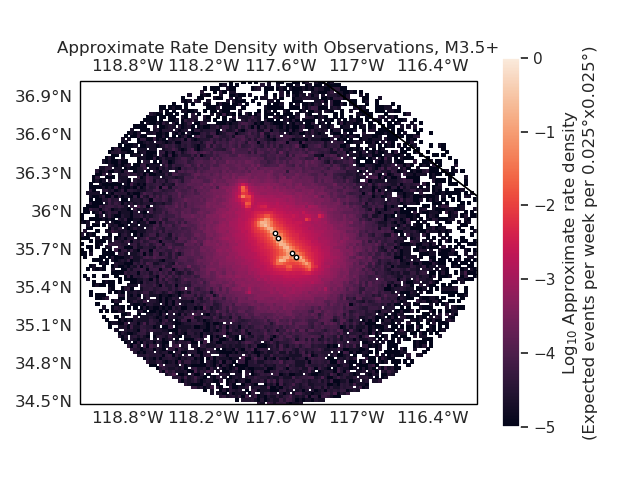 Approximate Rate Density with Observations, M3.5+
118.8°W 118.2°W 117.6°W 117°W 116.4°W
36.9°N
36.6°N
36.3°N
36°N
35.7°N
35.4°N
35.1°N
34.8°N
34.5°N
118.8°W 118.2°W 117.6°W 117°W 116.4°W
0
−1
−2
−3
−4
−5
Log₁₀ Approximate rate density
(Expected events per week per 0.025°x0.025°)